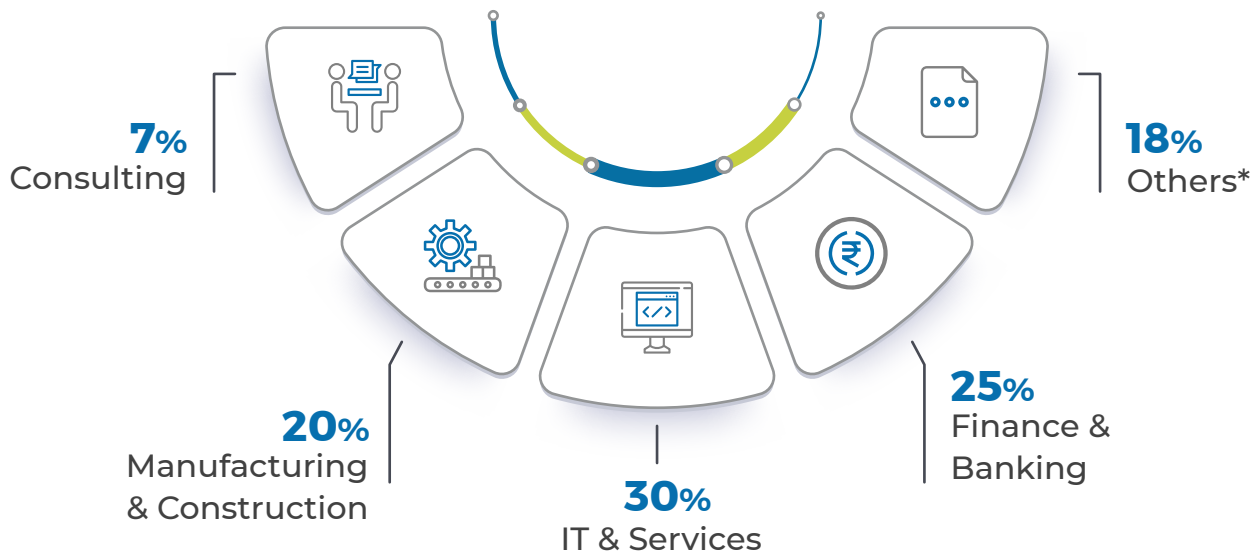 7%
Consulting
20%
Manufacturing
& Construction
30%
IT & Services
25%
Finance &
Banking
18%
Others*
₹